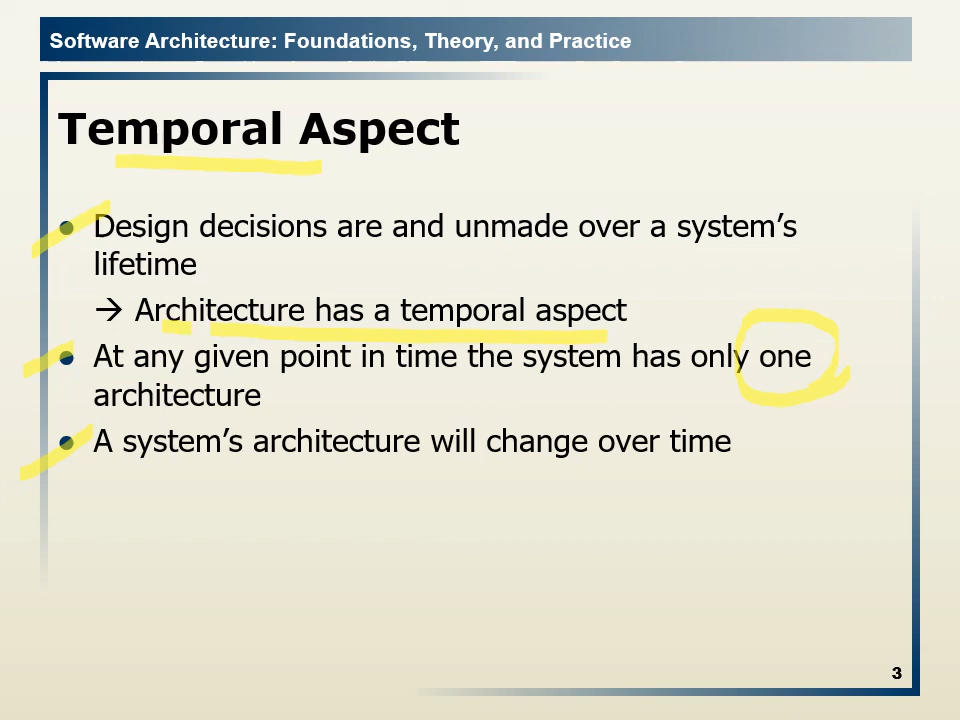 Software Architecture: Foundations, Theory, and Practice
Temporal Aspect
• Design decisions are and unmade over a system’s
lifetime
→ Architecture has a temporal aspect
• At any given point in time the system has only one
architecture
• A system’s architecture will change over time
3